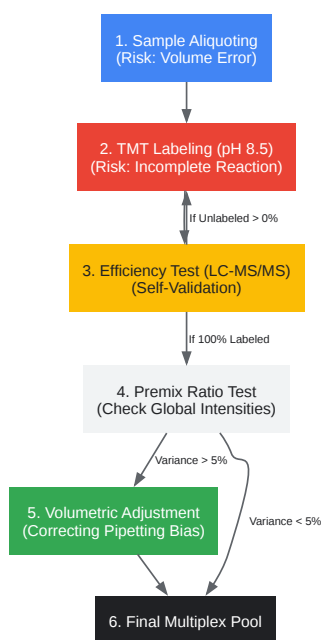 1. Sample Aliquoting
(Risk: Volume Error)
2. TMT Labeling (pH 8.5)
(Risk: Incomplete Reaction)
If Unlabeled > 0%
3. Efficiency Test (LC-MS/MS)
(Self-Validation)
If 100% Labeled
4. Premix Ratio Test
(Check Global Intensities)
Variance > 5%
5. Volumetric Adjustment
(Correcting Pipetting Bias)
Variance < 5%
6. Final Multiplex Pool